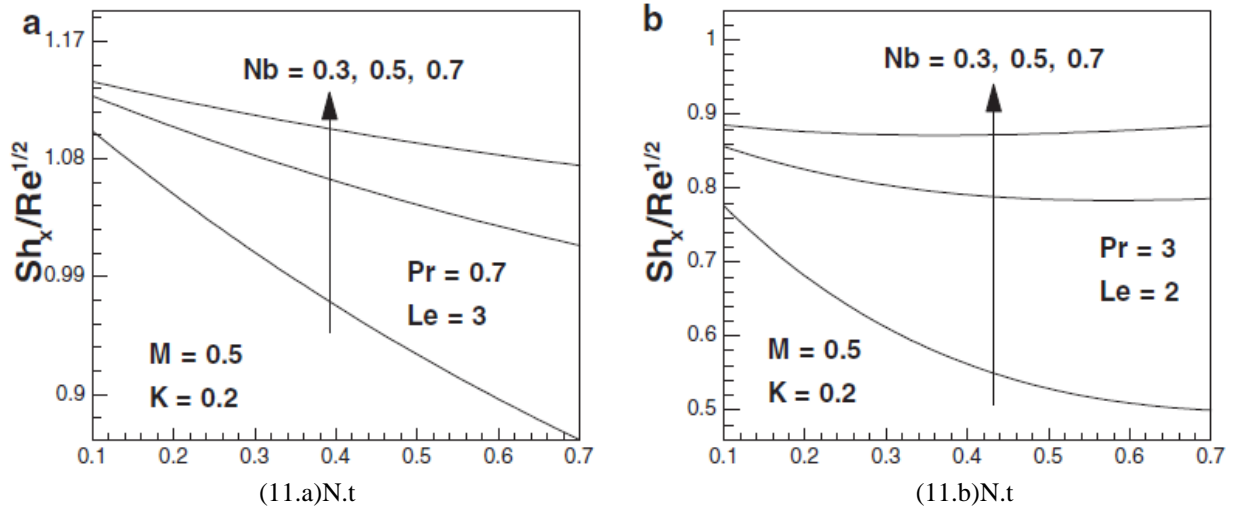 a
1.17
1.08
0.99
0.9
Sh_x/Re^{1/2}
Nb = 0.3, 0.5, 0.7
Pr = 0.7
Le = 3
M = 0.5
K = 0.2
0.1 0.2 0.3 0.4 0.5 0.6 0.7
(11.a)N.t
b
1
0.9
0.8
0.7
0.6
0.5
Sh_x/Re^{1/2}
Nb = 0.3, 0.5, 0.7
Pr = 3
Le = 2
M = 0.5
K = 0.2
0.1 0.2 0.3 0.4 0.5 0.6 0.7
(11.b)N.t